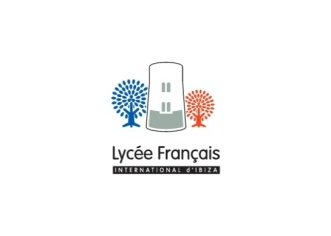 Lycée Français
INTERNATIONAL d'IBIZA